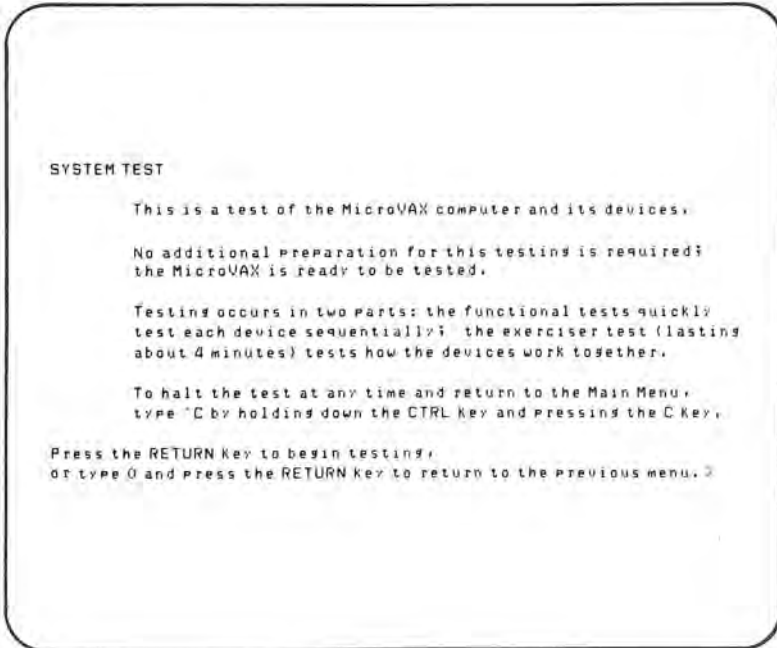 SYSTEM TEST
This is a test of the MicroVAX computer and its devices.
No additional preparation for this testing is required;
the MicroVAX is ready to be tested.
Testing occurs in two parts: the functional tests quickly
test each device sequentially; the exerciser test (lasting
about 4 minutes) tests how the devices work together.
To halt the test at any time and return to the Main Menu,
type ^C by holding down the CTRL key and pressing the C key.
Press the RETURN key to begin testing,
or type 0 and press the RETURN key to return to the previous menu. >